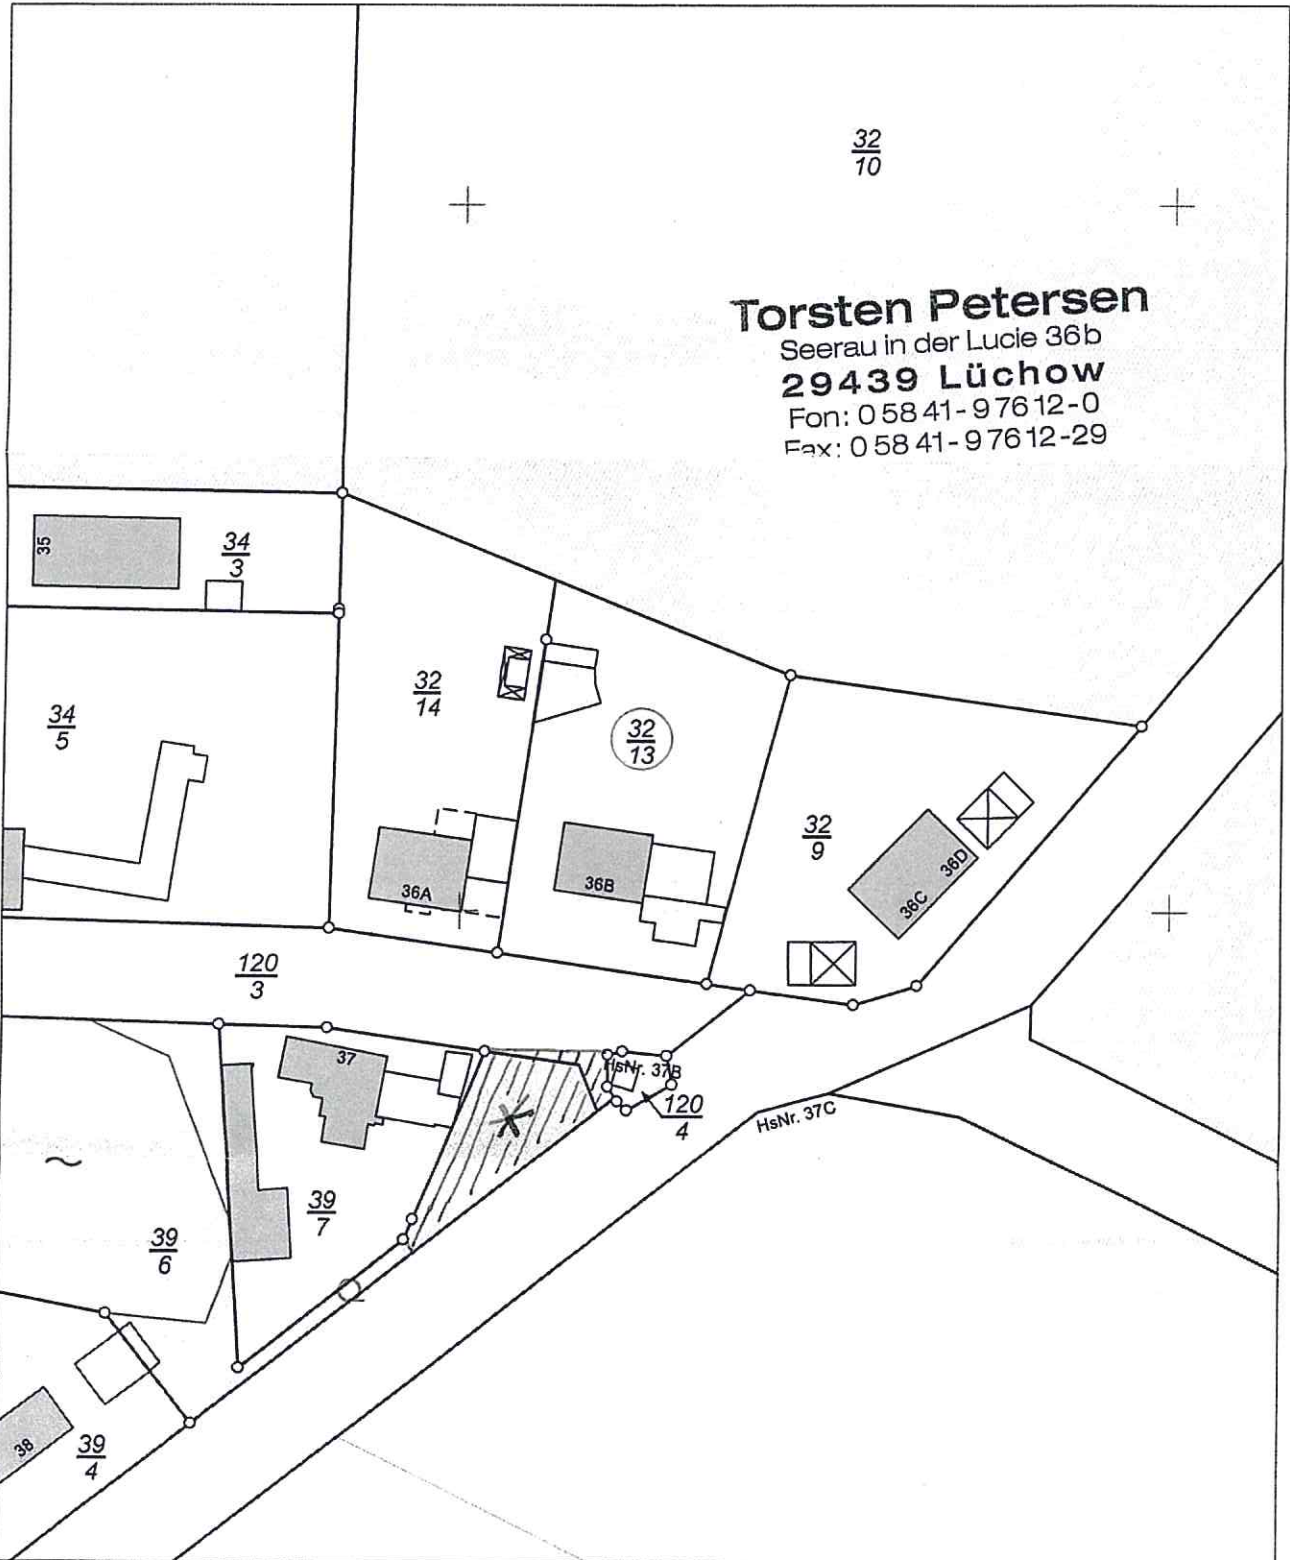 32
10
Torsten Petersen
Seerau in der Lucie 36b
29439 Lüchow
Fon: 0 58 41 - 9 76 12 - 0
Fax: 0 58 41 - 9 76 12 - 29
35
34
3
32
14
34
5
32
13
32
9
36A
36B
36C
36D
120
3
37
HsNr. 37B
120
4
HsNr. 37C
39
7
39
6
38
39
4